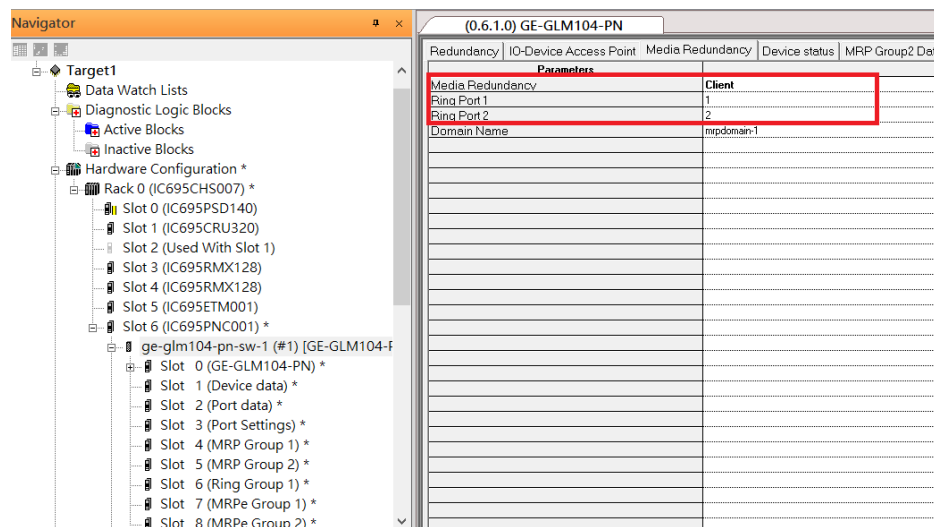 Navigator
Target1
Data Watch Lists
Diagnostic Logic Blocks
Active Blocks
Inactive Blocks
Hardware Configuration *
Rack 0 (IC695CHS007) *
Slot 0 (IC695PSD140)
Slot 1 (IC695CRU320)
Slot 2 (Used With Slot 1)
Slot 3 (IC695RMX128)
Slot 4 (IC695RMX128)
Slot 5 (IC695ETM001)
Slot 6 (IC695PNC001) *
ge-glm104-pn-sw-1 (#1) [GE-GLM104-
Slot 0 (GE-GLM104-PN) *
Slot 1 (Device data) *
Slot 2 (Port data) *
Slot 3 (Port Settings) *
Slot 4 (MRP Group 1) *
Slot 5 (MRP Group 2) *
Slot 6 (Ring Group 1) *
Slot 7 (MRPe Group 1) *
Slot 8 (MRPe Group 2) *
(0.6.1.0) GE-GLM104-PN
Redundancy IO-Device Access Point Media Redundancy Device status MRP Group2 Da
Parameters
Media Redundancy Client
Ring Port 1 1
Ring Port 2 2
Domain Name mrpdomain-1